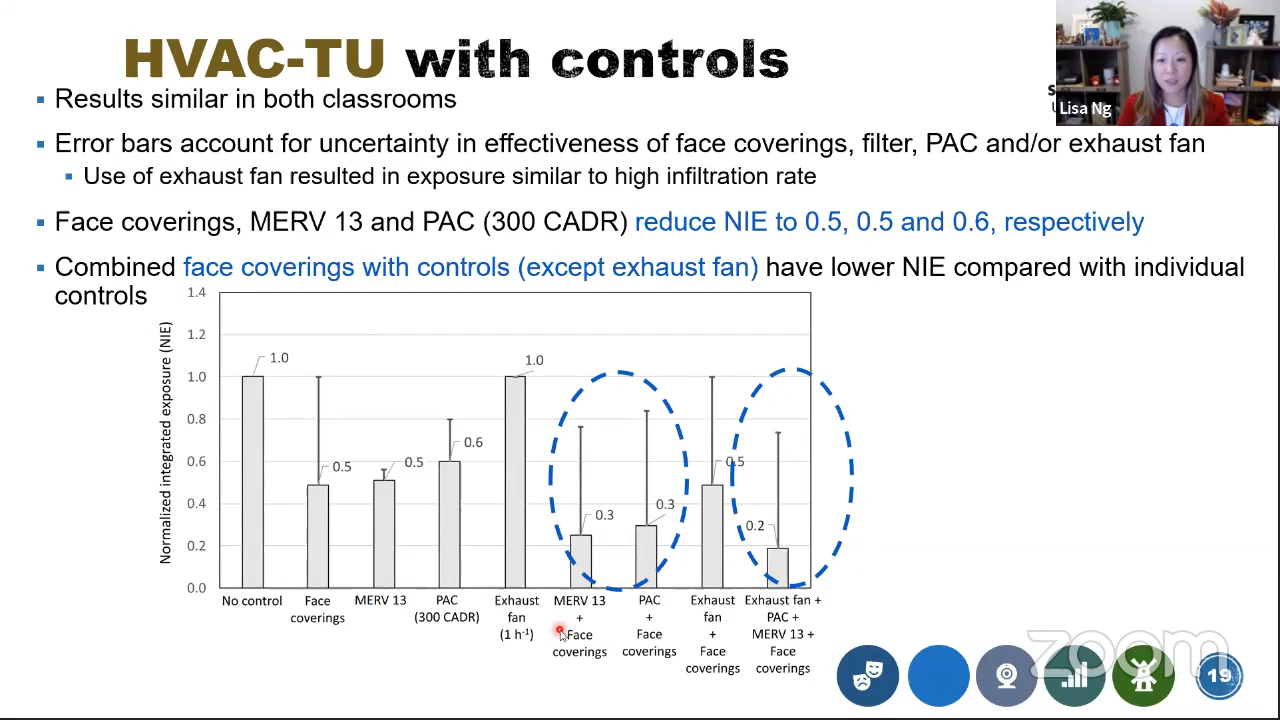 HVAC-TU with controls
Results similar in both classrooms
Lisa Ng
Error bars account for uncertainty in effectiveness of face coverings, filter, PAC and/or exhaust fan
Use of exhaust fan resulted in exposure similar to high infiltration rate
Face coverings, MERV 13 and PAC (300 CADR) reduce NIE to 0.5, 0.5 and 0.6, respectively
Combined face coverings with controls (except exhaust fan) have lower NIE compared with individual
controls
Normalized integrated exposure (NIE)
1.4
1.2
1.0
0.8
0.6
0.4
0.2
0.0
1.0
0.5
0.5
0.6
1.0
0.3
0.3
0.5
0.2
No control
Face
coverings
MERV 13
PAC
(300 CADR)
Exhaust
fan
(1 h⁻¹)
MERV 13
+
Face
coverings
PAC
+
Face
coverings
Exhaust
fan
+
Face
coverings
Exhaust fan +
PAC +
MERV 13 +
Face
coverings
zoom
19